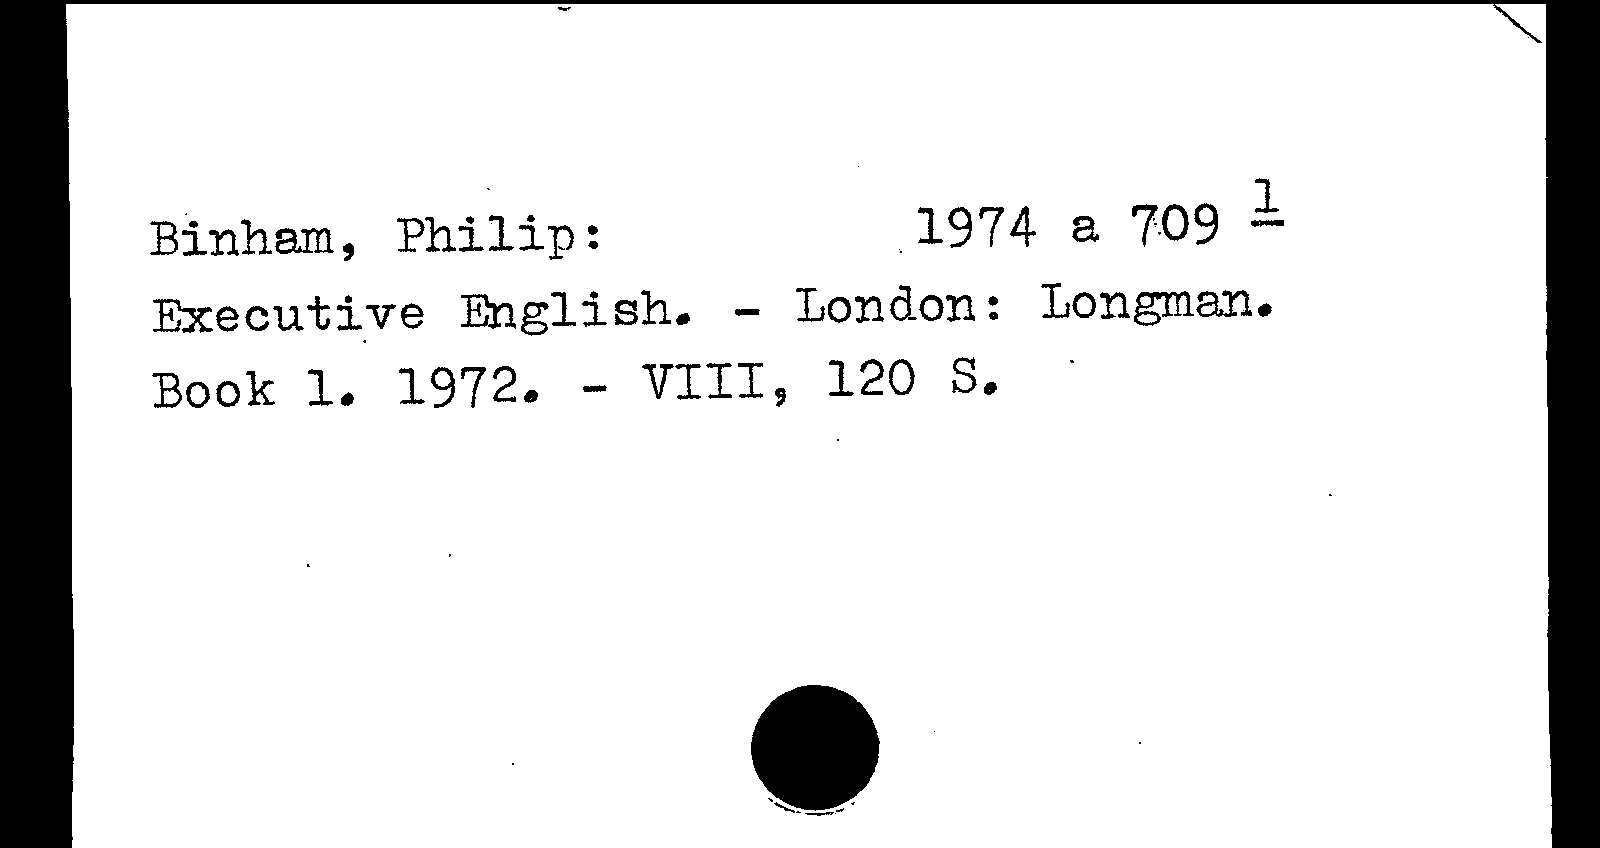 Binham, Philip: 1974 a 709 1
Executive English. - London: Longman.
Book 1. 1972. - VIII, 120 S.